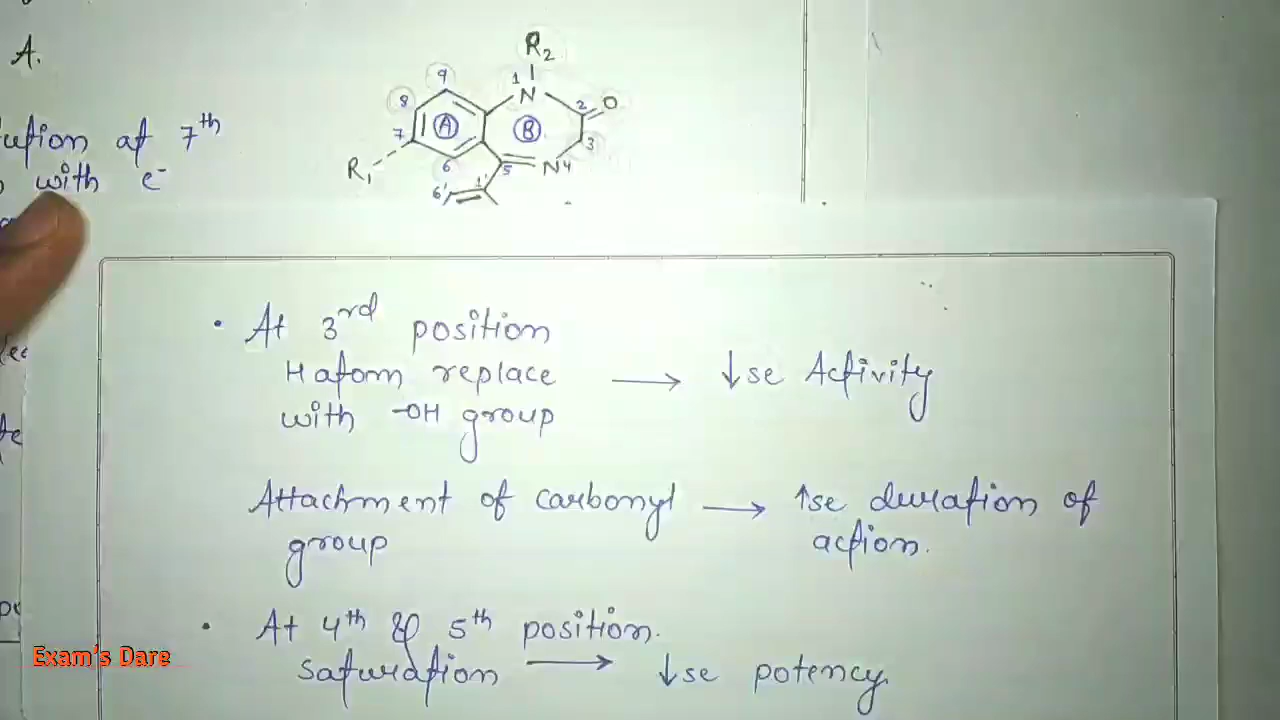 A.
R2
1
N
9
2
O
8
A
B
ution at 7th
7
3
with e-
R1
6
5
N4
6'
1'
• At 3rd position
H atom replace → ↓se Activity
with -OH group
Attachment of carbonyl → ↑se duration of
group action.
• At 4th & 5th position.
saturation → ↓se potency.
Exam's Dare